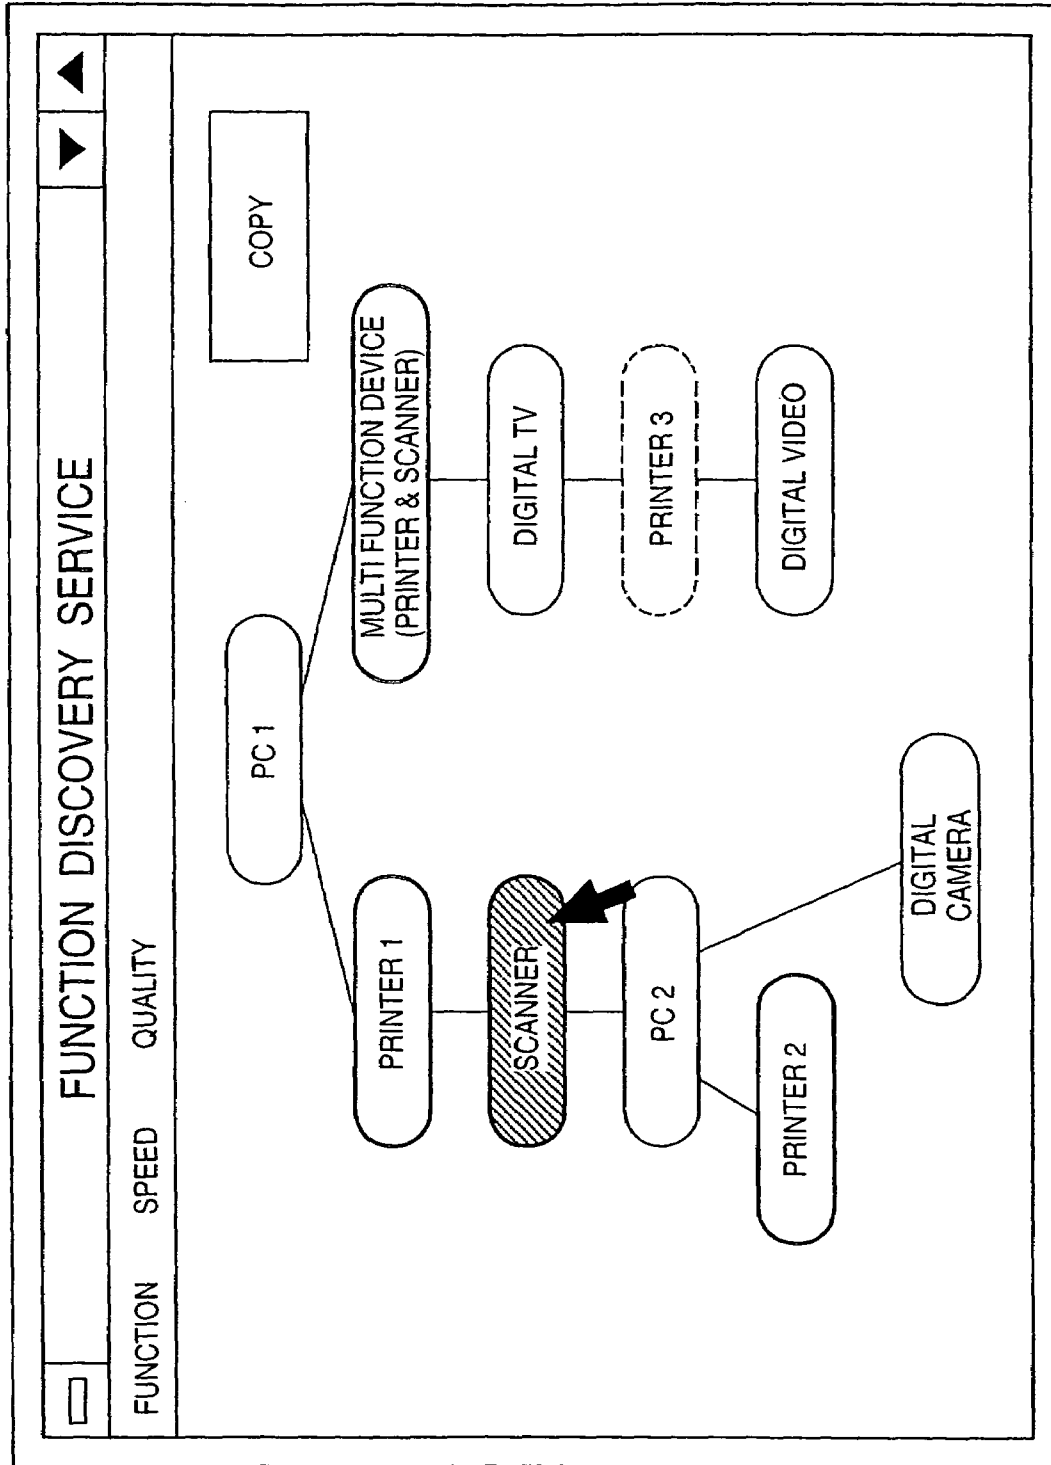 FUNCTION DISCOVERY SERVICE
FUNCTION SPEED QUALITY
COPY
PC 1
PRINTER 1
MULTI FUNCTION DEVICE
(PRINTER & SCANNER)
SCANNER
DIGITAL TV
PC 2
PRINTER 3
PRINTER 2
DIGITAL VIDEO
DIGITAL
CAMERA